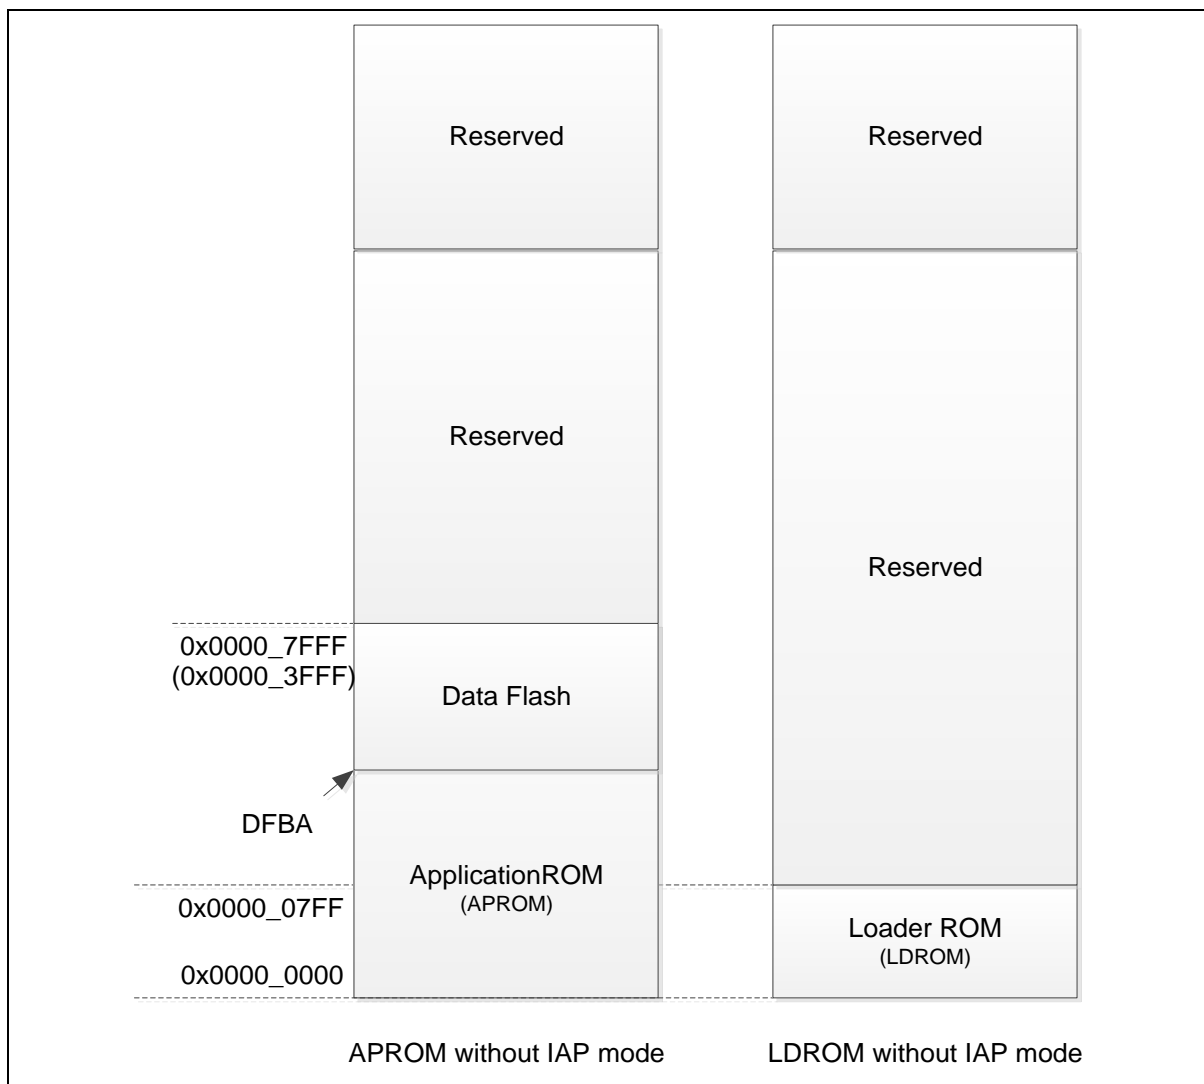 Reserved
Reserved
Reserved
Reserved
0x0000_7FFF
(0x0000_3FFF)
Data Flash
DFBA
ApplicationROM
(APROM)
0x0000_07FF
Loader ROM
(LDROM)
0x0000_0000
APROM without IAP mode
LDROM without IAP mode